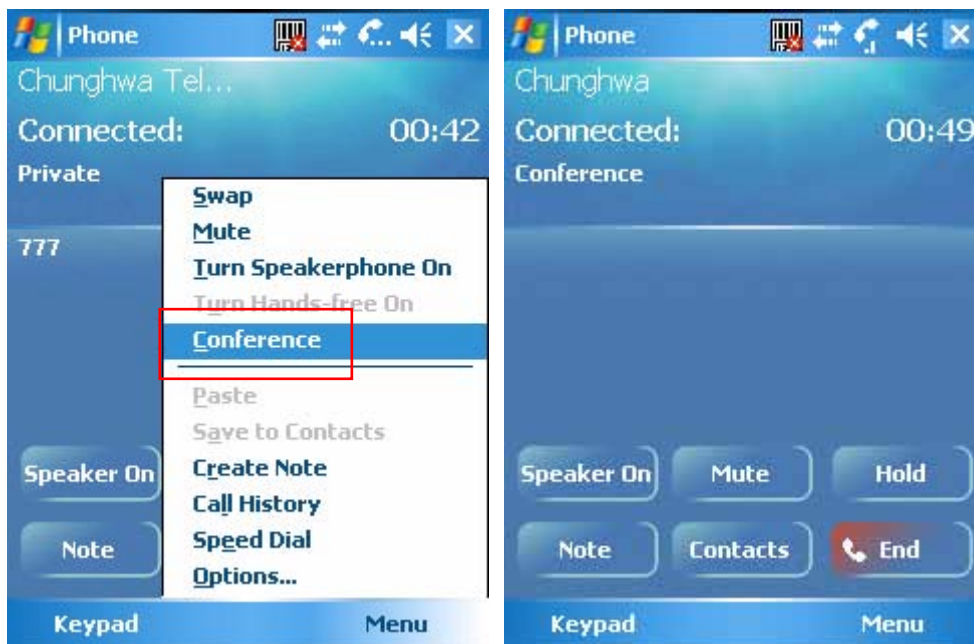 Phone
Chunghwa Tel...
Connected: 00:42
Private
777
Swap
Mute
Turn Speakerphone On
Turn Hands-free On
Conference
Paste
Save to Contacts
Create Note
Call History
Speed Dial
Options...
Speaker On
Note
Keypad Menu
Phone
Chunghwa
Connected: 00:49
Conference
Speaker On Mute Hold
Note Contacts End
Keypad Menu